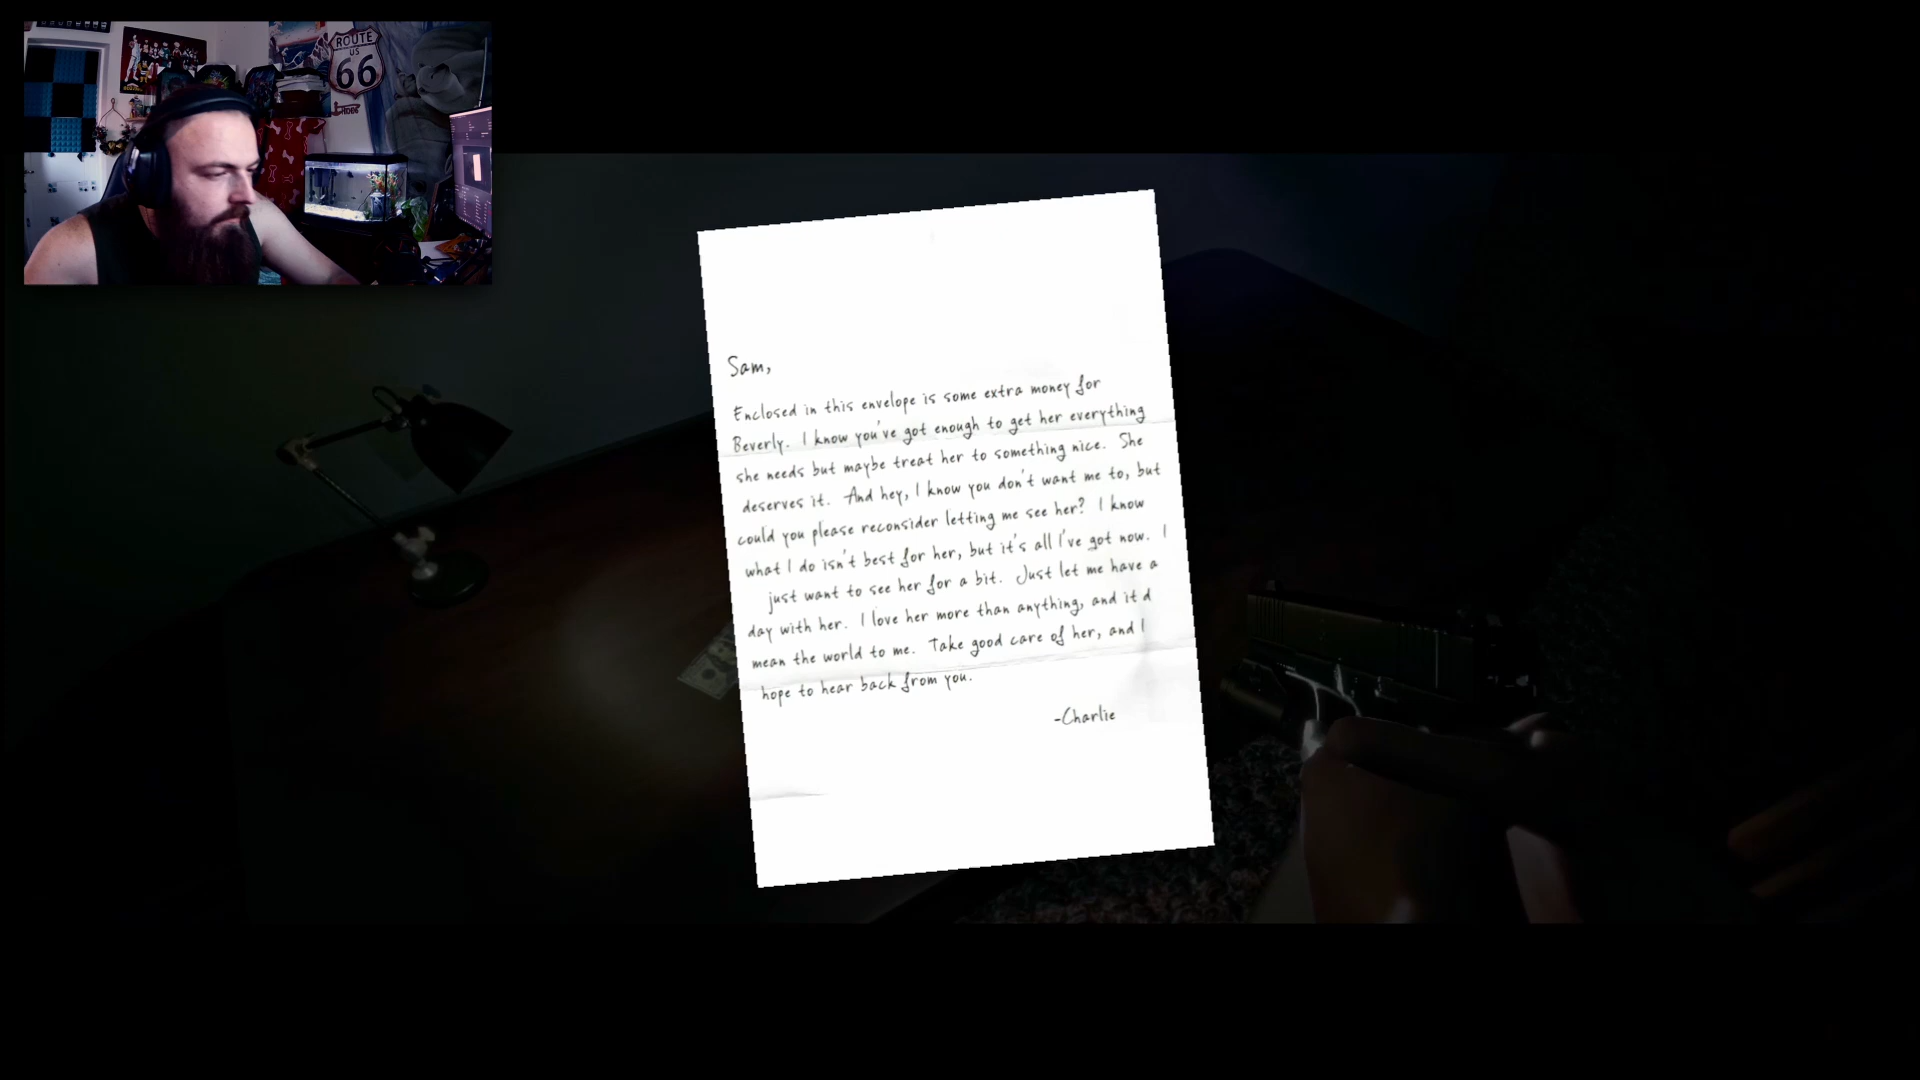 ROUTE
US
66
Sam,
Enclosed in this envelope is some extra money for
Beverly. I know you've got enough to get her everything
she needs but maybe treat her to something nice. She
deserves it. And hey, I know you don't want me to, but
could you please reconsider letting me see her? I know
what I do isn't best for her, but it's all I've got now. I
just want to see her for a bit. Just let me have a
day with her. I love her more than anything, and it d
mean the world to me. Take good care of her, and I
hope to hear back from you.
-Charlie